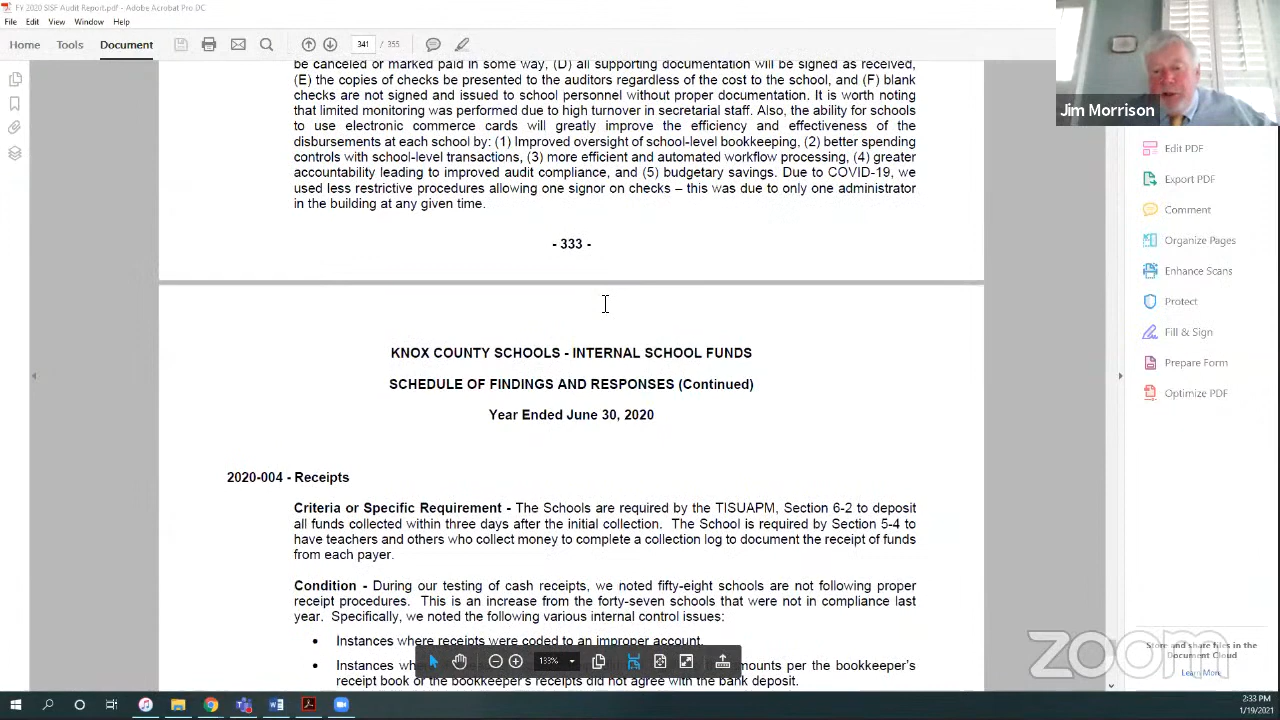 FY 2020 SISF Audit Report.pdf - Adobe Acrobat Pro DC
File Edit View Window Help
Home Tools Document
341 / 355
Jim Morrison
be canceled or marked paid in some way, (D) all supporting documentation will be signed as received,
(E) the copies of checks be presented to the auditors regardless of the cost to the school, and (F) blank
checks are not signed and issued to school personnel without proper documentation. It is worth noting
that limited monitoring was performed due to high turnover in secretarial staff. Also, the ability for schools
to use electronic commerce cards will greatly improve the efficiency and effectiveness of the
disbursements at each school by: (1) Improved oversight of school-level bookkeeping, (2) better spending
controls with school-level transactions, (3) more efficient and automated workflow processing, (4) greater
accountability leading to improved audit compliance, and (5) budgetary savings. Due to COVID-19, we
used less restrictive procedures allowing one signor on checks – this was due to only one administrator
in the building at any given time.
- 333 -
KNOX COUNTY SCHOOLS - INTERNAL SCHOOL FUNDS
SCHEDULE OF FINDINGS AND RESPONSES (Continued)
Year Ended June 30, 2020
2020-004 - Receipts
Criteria or Specific Requirement - The Schools are required by the TISUAPM, Section 6-2 to deposit
all funds collected within three days after the initial collection. The School is required by Section 5-4 to
have teachers and others who collect money to complete a collection log to document the receipt of funds
from each payer.
Condition - During our testing of cash receipts, we noted fifty-eight schools are not following proper
receipt procedures. This is an increase from the forty-seven schools that were not in compliance last
year. Specifically, we noted the following various internal control issues:
• Instances where receipts were coded to an improper account.
• Instances amounts per the bookkeeper's
receipt book or the bookkeeper's receipts did not agree with the bank deposit.
133%
Edit PDF
Export PDF
Comment
Organize Pages
Enhance Scans
Protect
Fill & Sign
Prepare Form
Optimize PDF
zoom
Store and share files in the
Document Cloud
Learn More
2:33 PM
1/19/2021